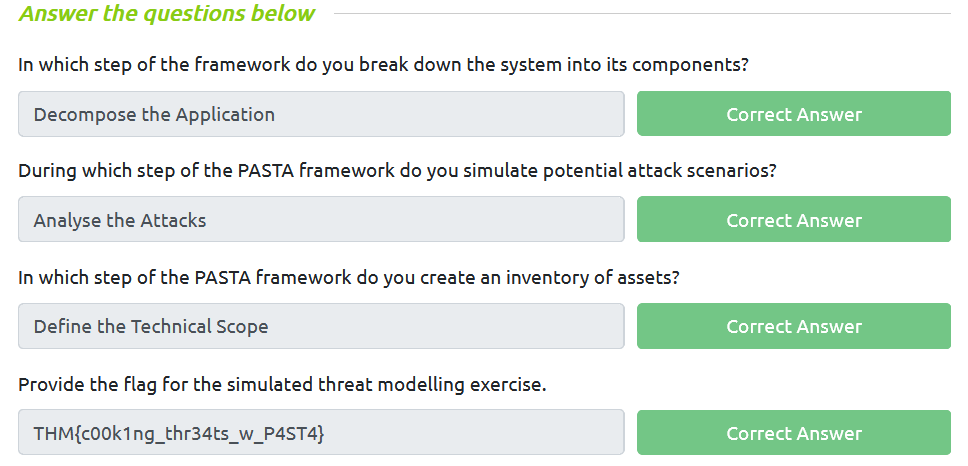 Answer the questions below
In which step of the framework do you break down the system into its components?
Decompose the Application
Correct Answer
During which step of the PASTA framework do you simulate potential attack scenarios?
Analyse the Attacks
Correct Answer
In which step of the PASTA framework do you create an inventory of assets?
Define the Technical Scope
Correct Answer
Provide the flag for the simulated threat modelling exercise.
THM{c00k1ng_thr34ts_w_P4ST4}
Correct Answer